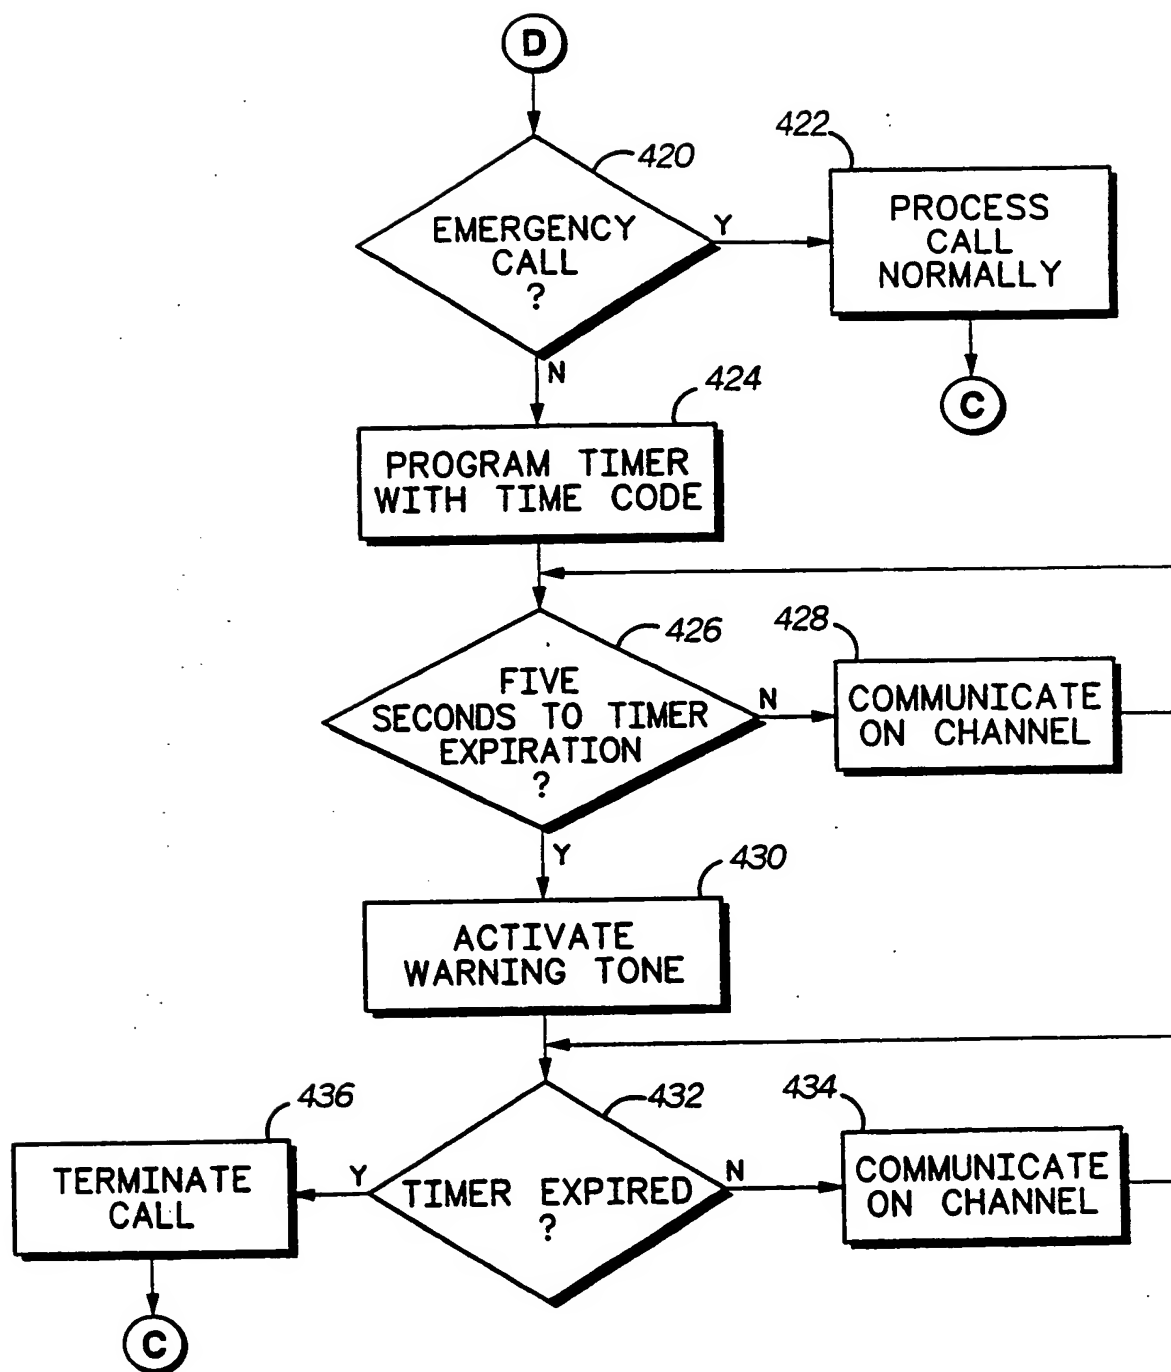 D
420
EMERGENCY
CALL
?
Y
N
422
PROCESS
CALL
NORMALLY
C
424
PROGRAM TIMER
WITH TIME CODE
426
FIVE
SECONDS TO TIMER
EXPIRATION
?
N
Y
428
COMMUNICATE
ON CHANNEL
430
ACTIVATE
WARNING TONE
432
TIMER EXPIRED
?
Y
N
434
COMMUNICATE
ON CHANNEL
436
TERMINATE
CALL
C